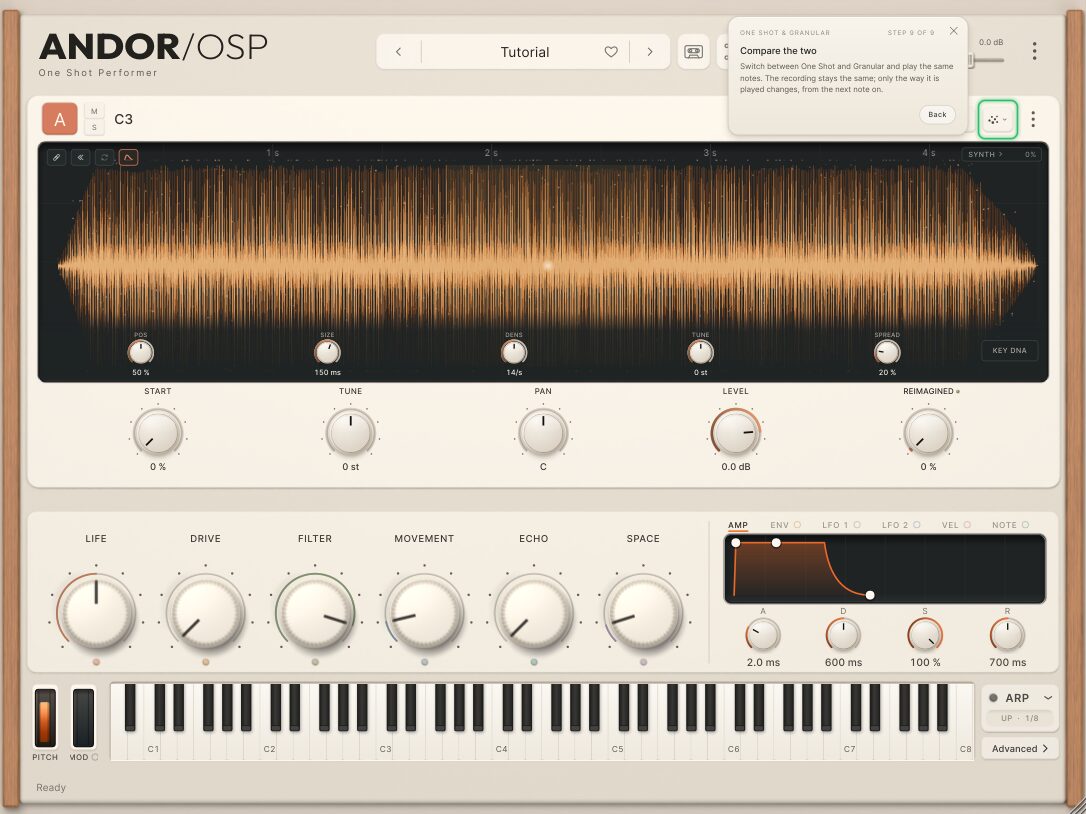 ANDOR/OSP
One Shot Performer
Tutorial
ONE SHOT & GRANULAR
STEP 9 OF 9
Compare the two
Switch between One Shot and Granular and play the same
notes. The recording stays the same; only the way it is
played changes, from the next note on.
Back
0.0 dB
A
M
S
C3
1 s
2 s
3 s
4 s
SYNTH
0%
POS
SIZE
DENS
TUNE
SPREAD
50 %
150 ms
14/s
0 st
20 %
KEY DNA
START
TUNE
PAN
LEVEL
REIMAGINED
0 %
0 st
C
0.0 dB
0 %
LIFE
DRIVE
FILTER
MOVEMENT
ECHO
SPACE
AMP
ENV
LFO 1
LFO 2
VEL
NOTE
A
D
S
R
2.0 ms
600 ms
100 %
700 ms
PITCH
MOD
C1
C2
C3
C4
C5
C6
C7
C8
ARP
UP · 1/8
Advanced
Ready